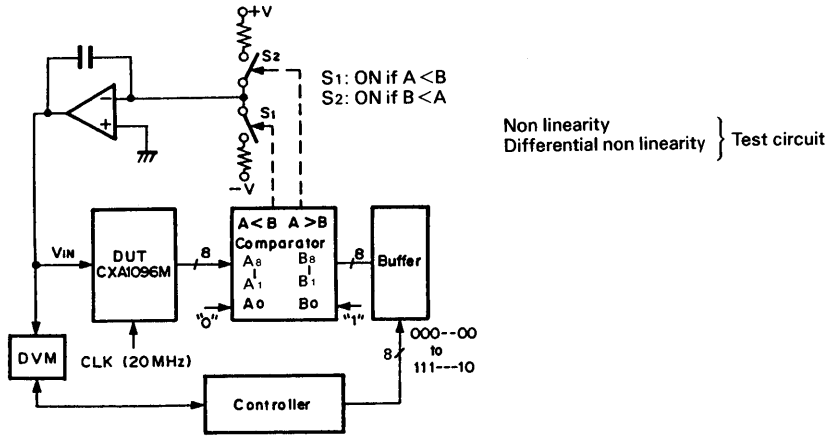 +V
S2
S1: ON if A<B
S2: ON if B<A
S1
−
+
−V
Non linearity
Differential non linearity } Test circuit
A<B A>B
Comparator
A8 B8
A1 B1
A0 B0
VIN
DUT
CXA1096M
8
8
Buffer
"0"
"1"
DVM
CLK (20MHz)
8
000--00
to
111---10
Controller